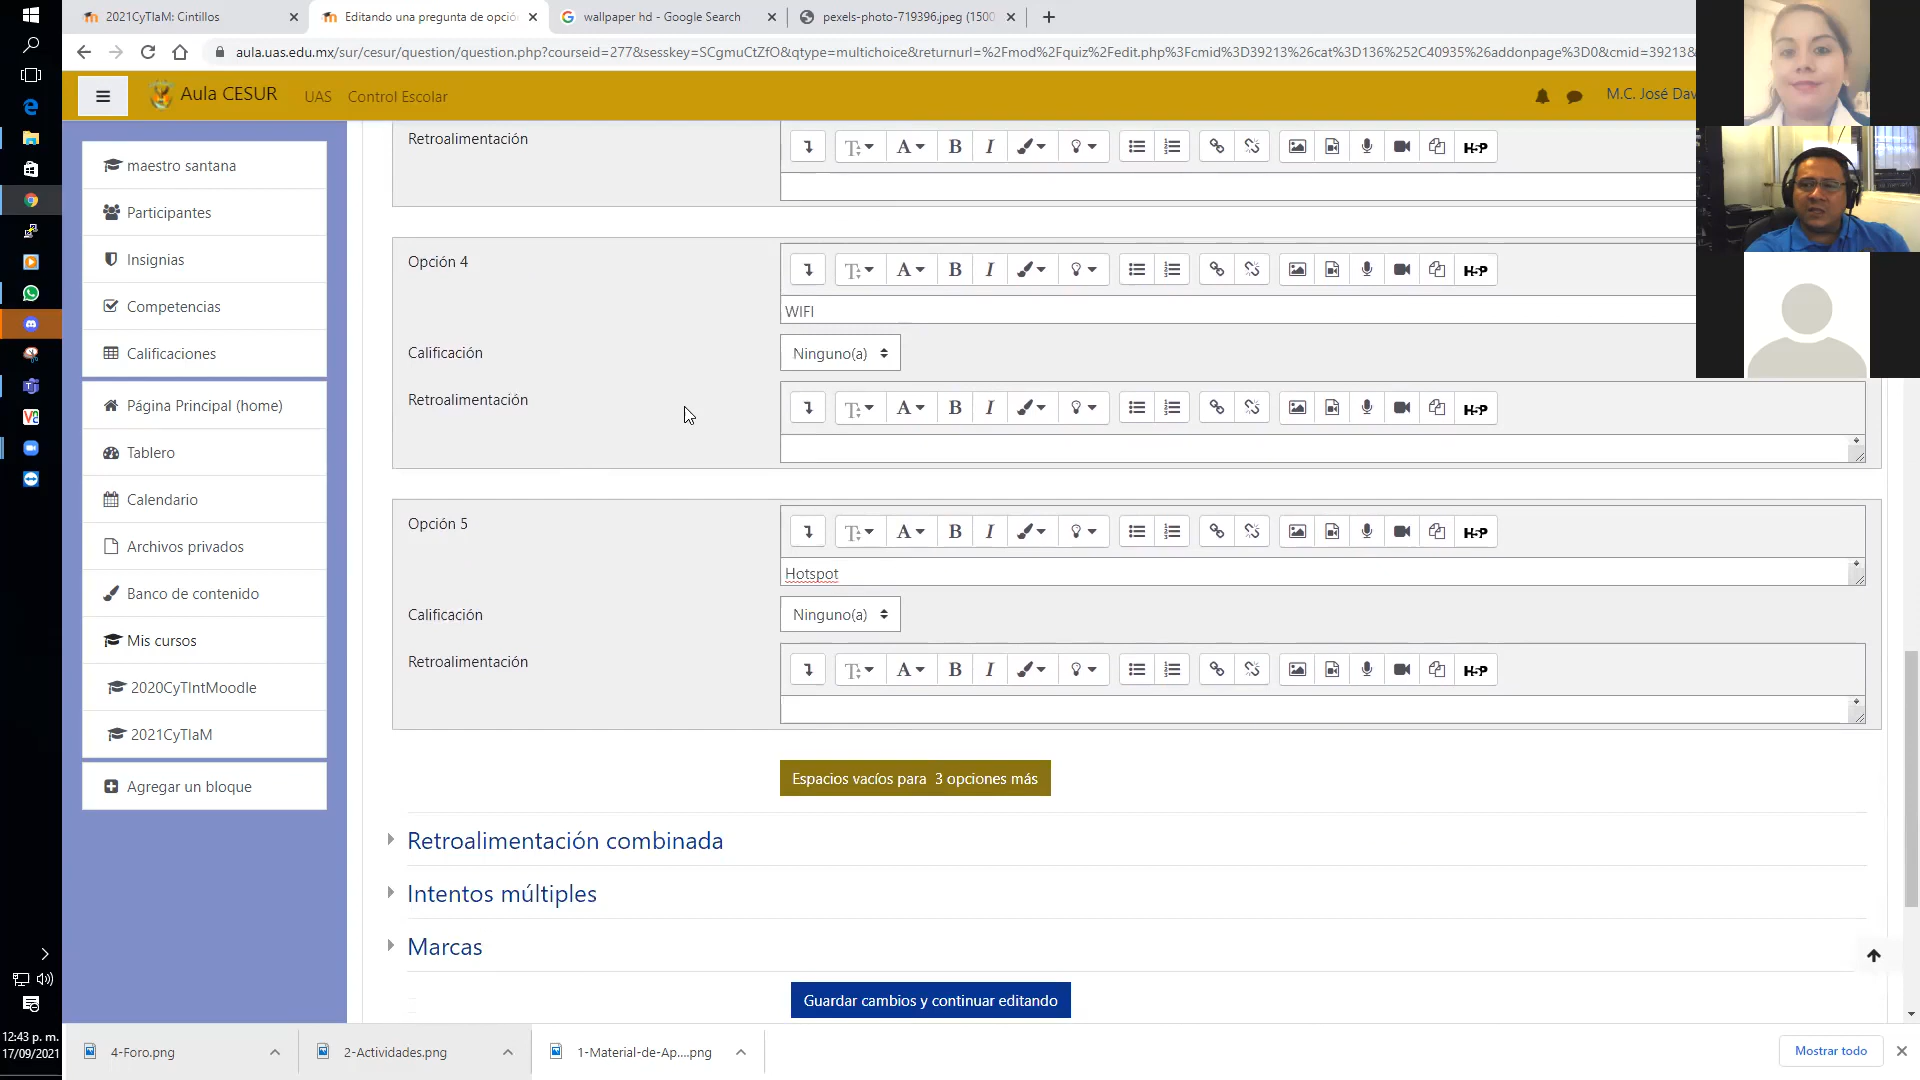 2021CyTIaM: Cintillos
Editando una pregunta de opció
wallpaper hd - Google Search
pexels-photo-719396.jpeg (1500
aula.uas.edu.mx/sur/cesur/question/question.php?courseid=277&sesskey=SCgmuCtZfO&qtype=multichoice&returnurl=%2Fmod%2Fquiz%2Fedit.php%3Fcmid%3D39213%26cat%3D136%252C40935%26addonpage%3D0&cmid=39213&
Aula CESUR
UAS
Control Escolar
M.C. José Dav
maestro santana
Participantes
Insignias
Competencias
Calificaciones
Página Principal (home)
Tablero
Calendario
Archivos privados
Banco de contenido
Mis cursos
2020CyTIntMoodle
2021CyTIaM
Agregar un bloque
Retroalimentación
H-P
Opción 4
H-P
WIFI
Calificación
Ninguno(a)
Retroalimentación
H-P
Opción 5
H-P
Hotspot
Calificación
Ninguno(a)
Retroalimentación
H-P
Espacios vacíos para 3 opciones más
Retroalimentación combinada
Intentos múltiples
Marcas
Guardar cambios y continuar editando
12:43 p. m.
17/09/2021
4-Foro.png
2-Actividades.png
1-Material-de-Ap....png
Mostrar todo